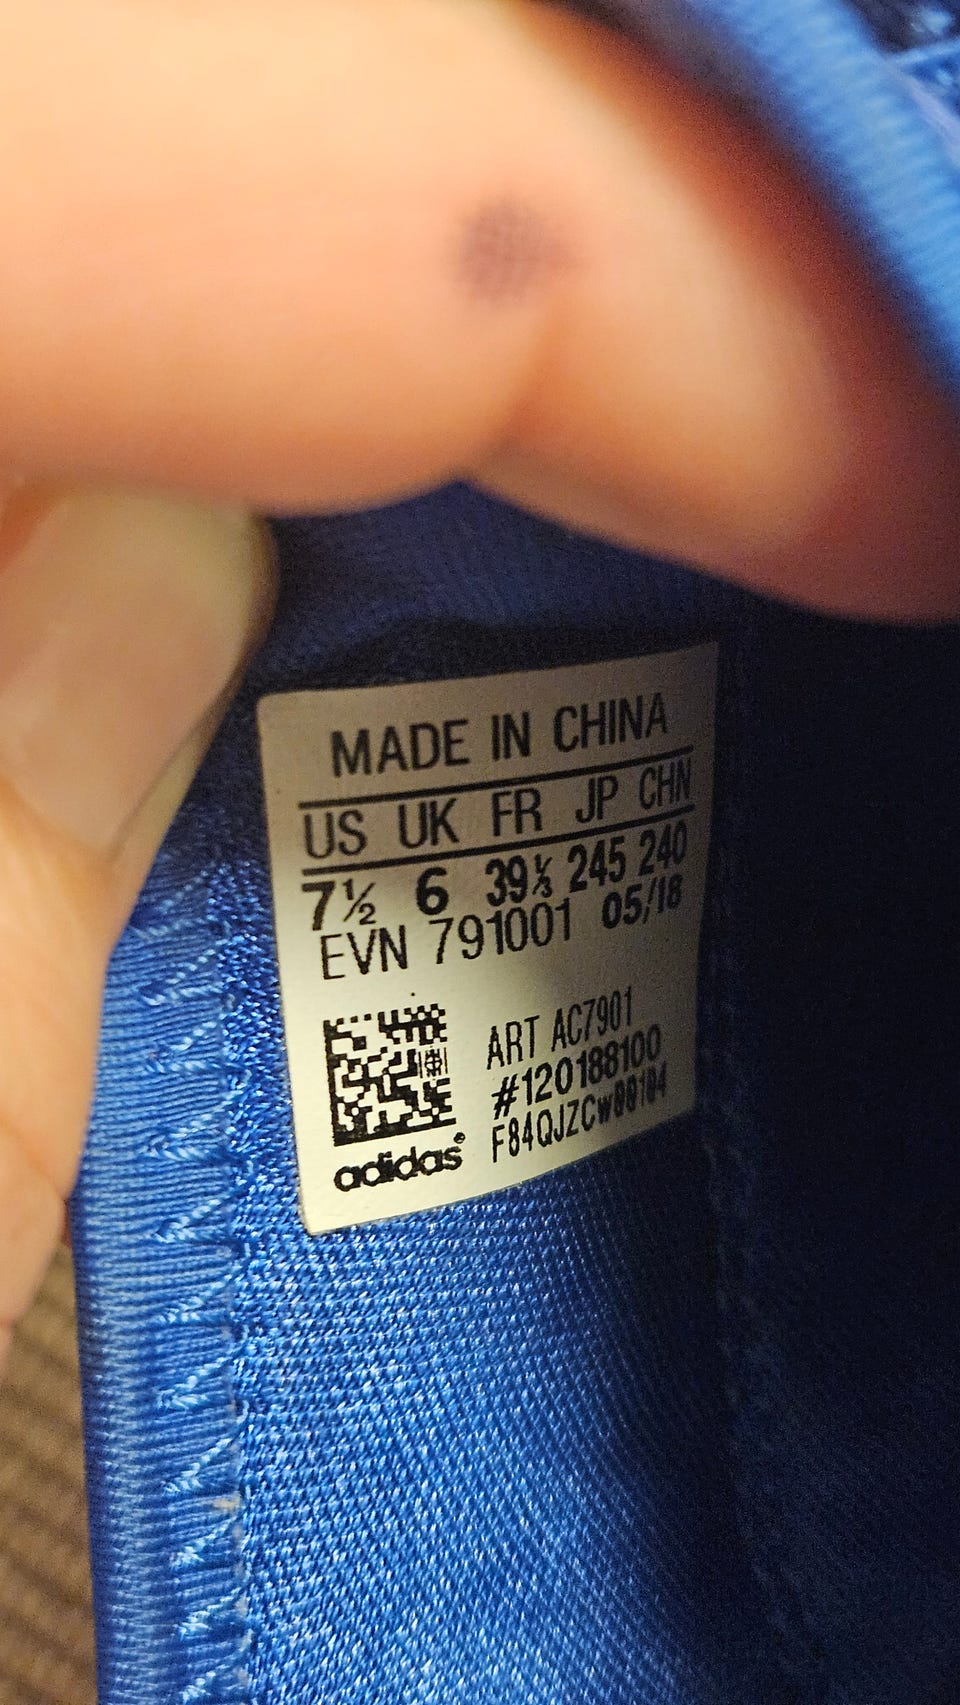 MADE IN CHINA
US UK FR JP CHN
7½ 6 39⅓ 245 240
EVN 791001 05/18
ART AC7901
#120188100
F84QJZCW00104
adidas®